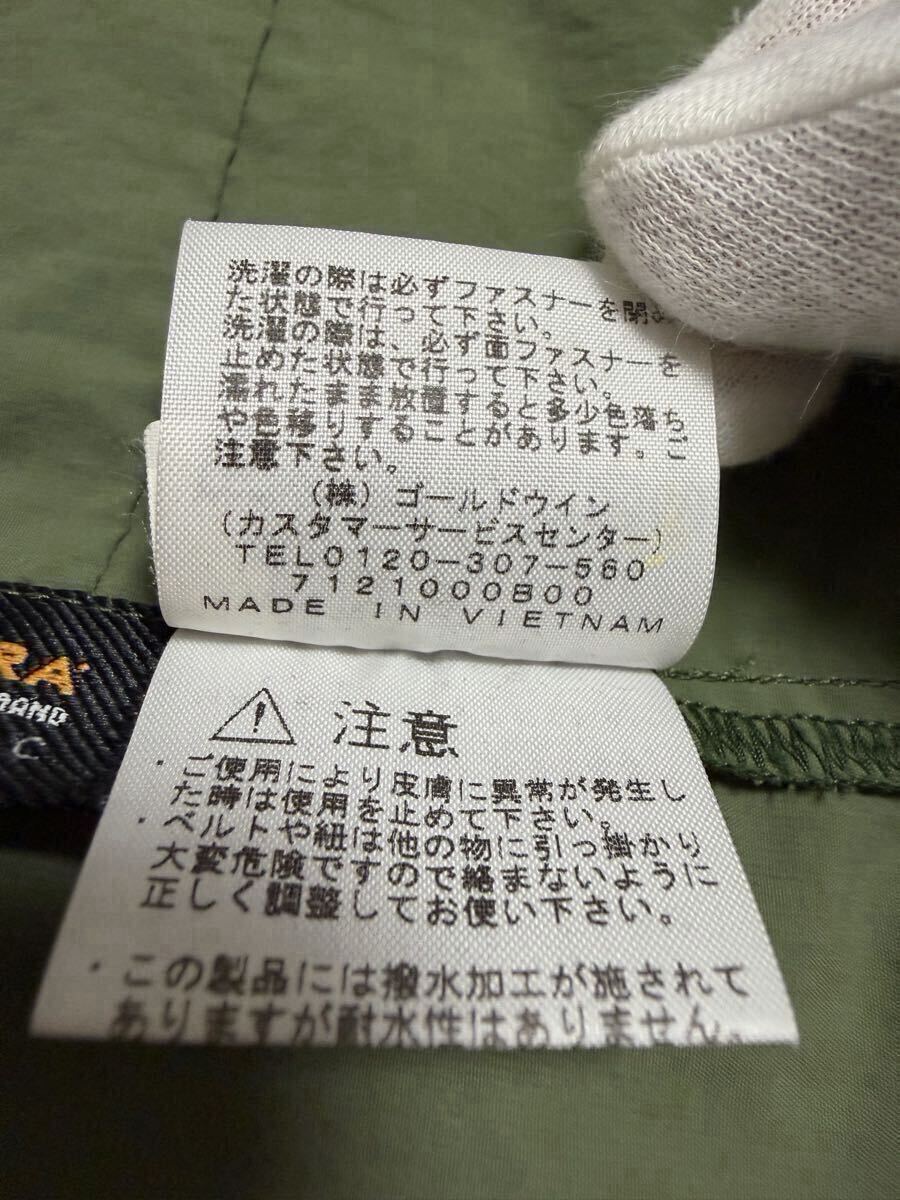 洗濯の際は必ずファスナーを閉め
た状態で行って下さい。
洗濯の際は、必ず面ファスナーを
止めた状態で行って下さい。
濡れたまま放置すると多少色落ち
や色移りすることがあります。ご
注意下さい。
(株) ゴールドウイン
(カスタマーサービスセンター)
TEL0120-307-560
7121000B00
MADE IN VIETNAM
RA
BRAND
C
注意
・ご使用により皮膚に異常が発生し
た時は使用を止めて下さい。
・ベルトや紐は他の物に引っ掛かり
大変危険ですので絡まないように
正しく調整してお使い下さい。
・この製品には撥水加工が施されて
ありますが耐水性はありません。